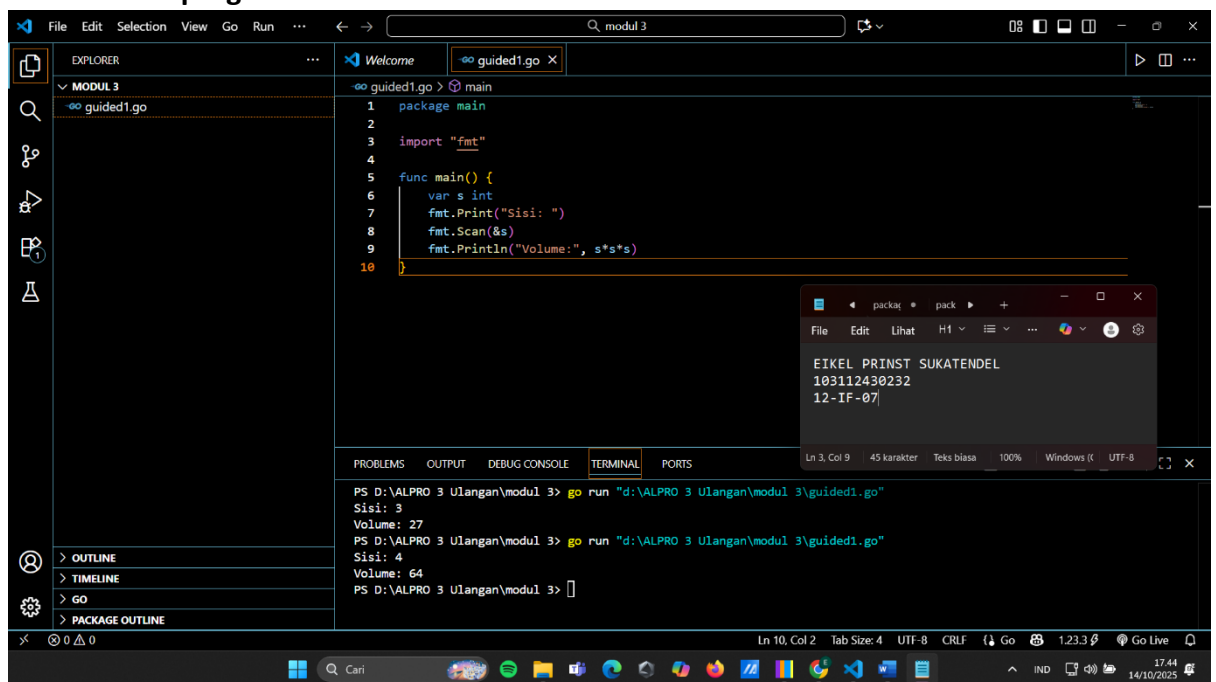 File Edit Selection View Go Run ···
modul 3
EXPLORER ···
MODUL 3
guided1.go
OUTLINE
TIMELINE
GO
PACKAGE OUTLINE
Welcome
guided1.go
guided1.go > main
1 package main
2
3 import "fmt"
4
5 func main() {
6 var s int
7 fmt.Print("Sisi: ")
8 fmt.Scan(&s)
9 fmt.Println("Volume:", s*s*s)
10 }
pack
File Edit Lihat H1 ···
EIKEL PRINST SUKATENDEL
103112430232
12-IF-07
Ln 3, Col 9 45 karakter Teks biasa 100% Windows (C UTF-8
PROBLEMS OUTPUT DEBUG CONSOLE TERMINAL PORTS
PS D:\ALPRO 3 Ulangan\modul 3> go run "d:\ALPRO 3 Ulangan\modul 3\guided1.go"
Sisi: 3
Volume: 27
PS D:\ALPRO 3 Ulangan\modul 3> go run "d:\ALPRO 3 Ulangan\modul 3\guided1.go"
Sisi: 4
Volume: 64
PS D:\ALPRO 3 Ulangan\modul 3>
0 0 Ln 10, Col 2 Tab Size: 4 UTF-8 CRLF Go 1.23.3 Go Live
Cari
IND
17.44
14/10/2025